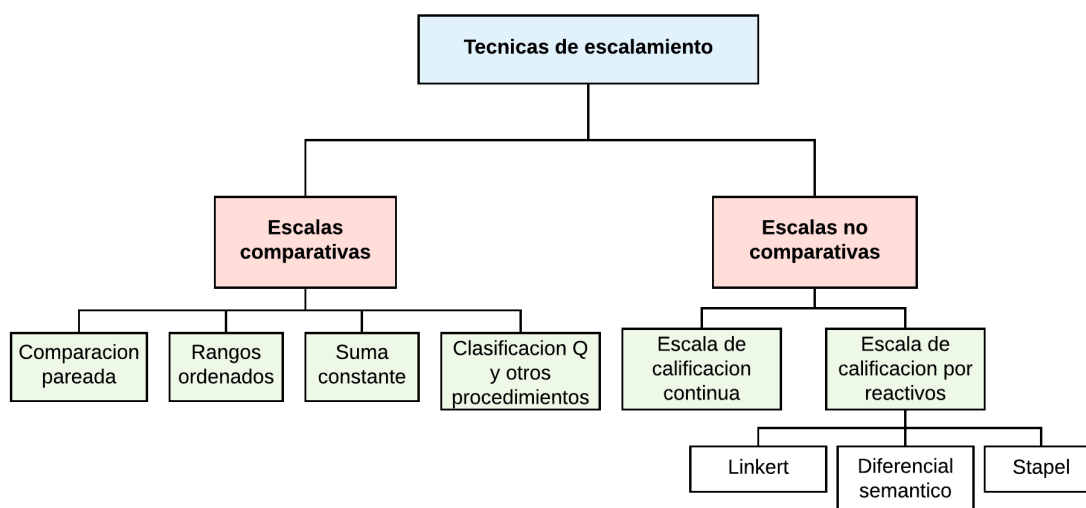 Tecnicas de escalamiento
Escalas
comparativas
Escalas no
comparativas
Comparacion
pareada
Rangos
ordenados
Suma
constante
Clasificacion Q
y otros
procedimientos
Escala de
calificacion
continua
Escala de
calificacion por
reactivos
Linkert
Diferencial
semantico
Stapel